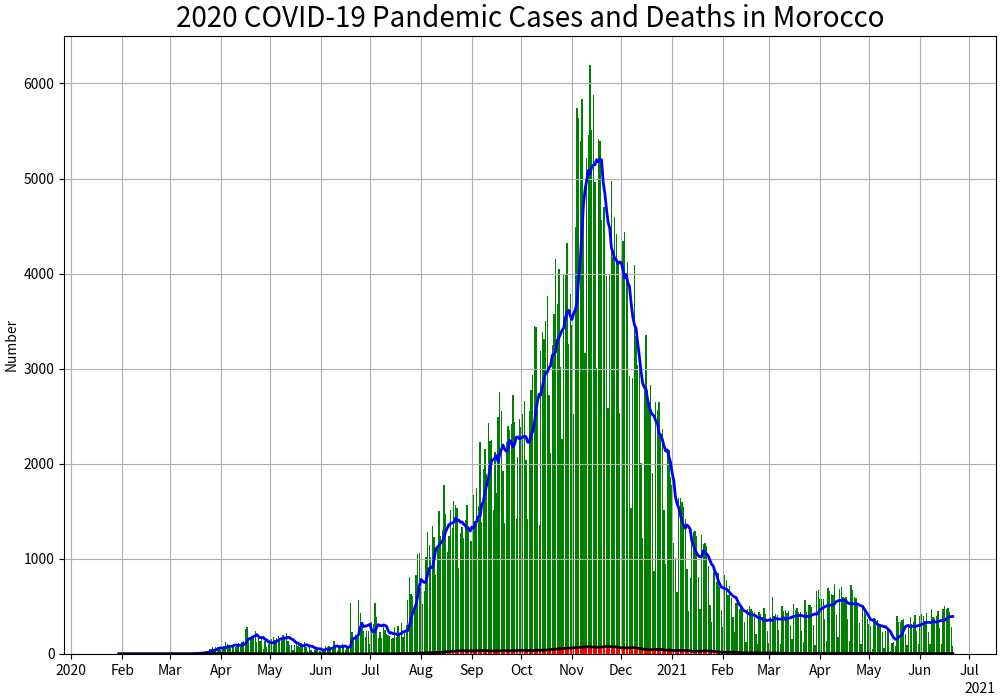 2020 COVID-19 Pandemic Cases and Deaths in Morocco
Number
6000
5000
4000
3000
2000
1000
0
2020 Feb Mar Apr May Jun Jul Aug Sep Oct Nov Dec 2021 Feb Mar Apr May Jun Jul
2021